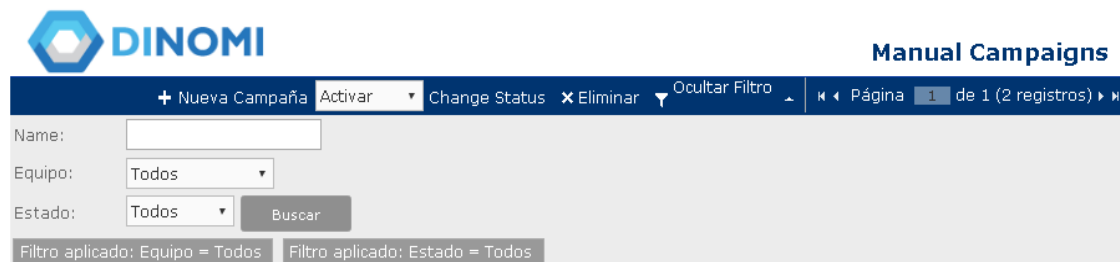 DINOMI
Manual Campaigns
+ Nueva Campaña Activar Change Status Eliminar Ocultar Filtro Página 1 de 1 (2 registros)
Name:
Equipo: Todos
Estado: Todos Buscar
Filtro aplicado: Equipo = Todos Filtro aplicado: Estado = Todos